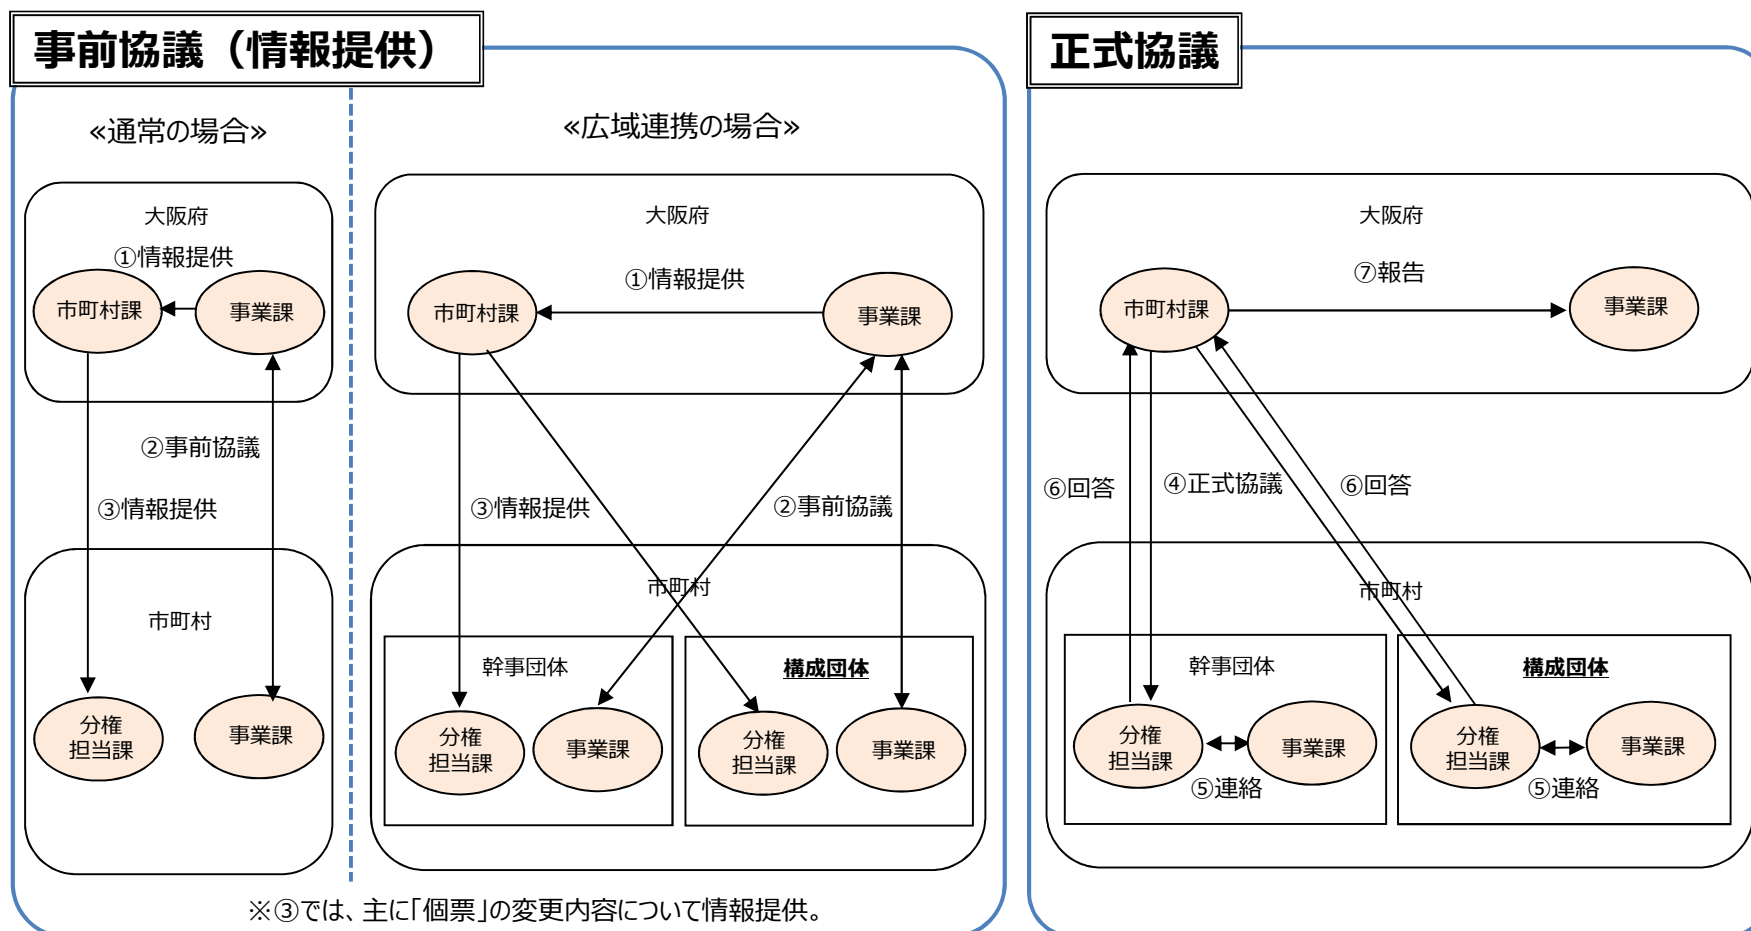 事前協議（情報提供）
≪通常の場合≫
大阪府
①情報提供
市町村課
事業課
②事前協議
③情報提供
市町村
分権
担当課
事業課
≪広域連携の場合≫
大阪府
①情報提供
市町村課
事業課
③情報提供
②事前協議
市町村
幹事団体
分権
担当課
事業課
構成団体
分権
担当課
事業課
※③では、主に「個票」の変更内容について情報提供。
正式協議
大阪府
⑦報告
市町村課
事業課
⑥回答
④正式協議
⑥回答
市町村
幹事団体
分権
担当課
事業課
⑤連絡
構成団体
分権
担当課
事業課
⑤連絡